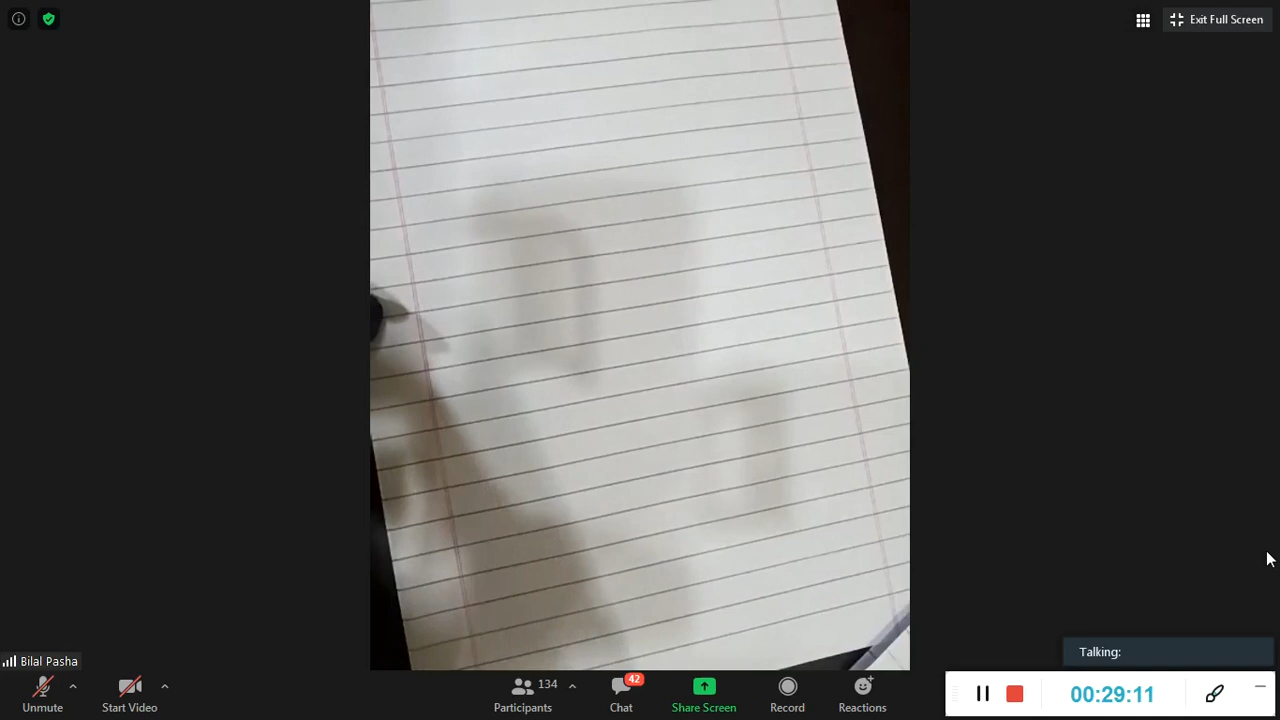 Exit Full Screen
Bilal Pasha
Talking:
Unmute
Start Video
134
Participants
42
Chat
Share Screen
Record
Reactions
00:29:11